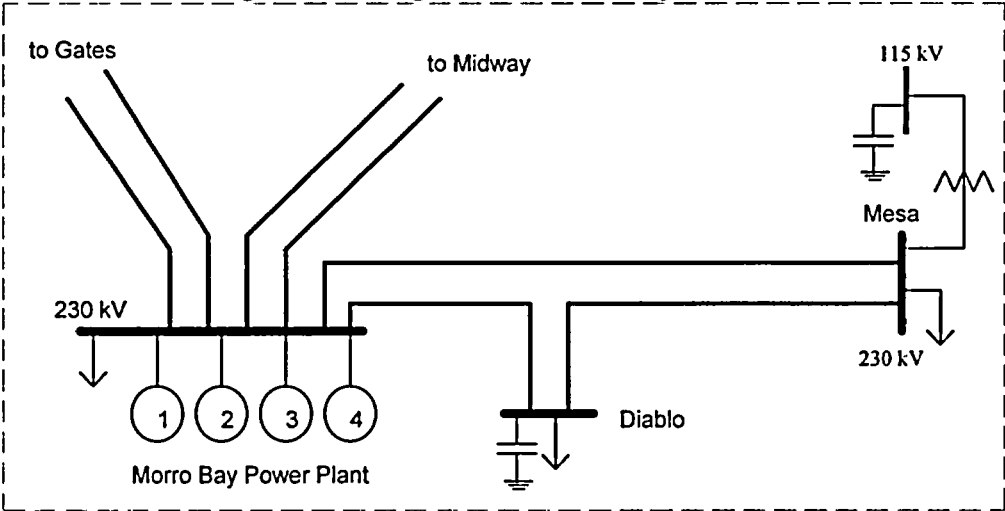 to Gates
to Midway
115 kV
Mesa
230 kV
230 kV
1
2
3
4
Diablo
Morro Bay Power Plant